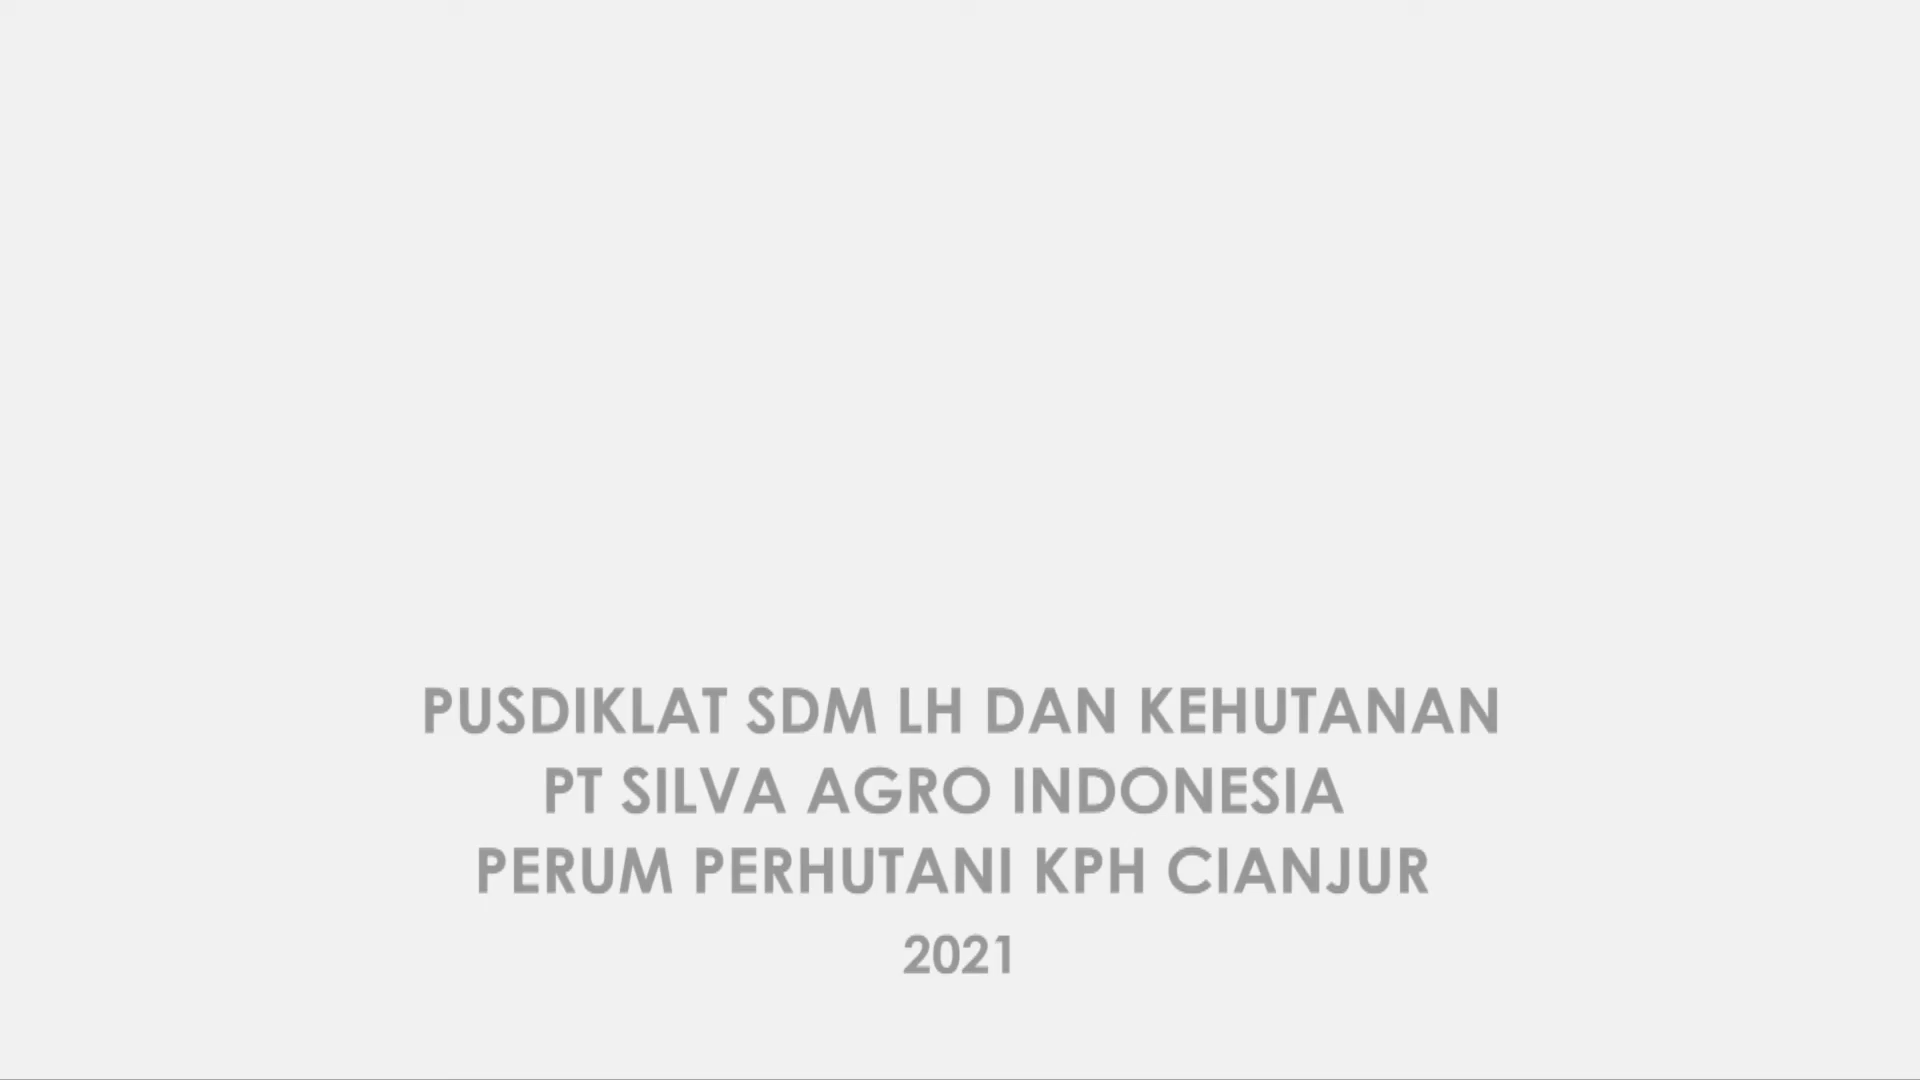 PUSDIKLAT SDM LH DAN KEHUTANAN
PT SILVA AGRO INDONESIA
PERUM PERHUTANI KPH CIANJUR
2021